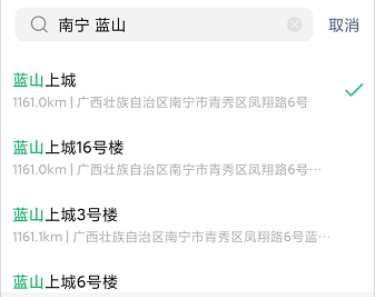 南宁 蓝山
取消
蓝山上城
1161.0km | 广西壮族自治区南宁市青秀区凤翔路6号
蓝山上城16号楼
1161.0km | 广西壮族自治区南宁市青秀区凤翔路6号…
蓝山上城3号楼
1161.1km | 广西壮族自治区南宁市青秀区凤翔路6号蓝…
蓝山上城6号楼